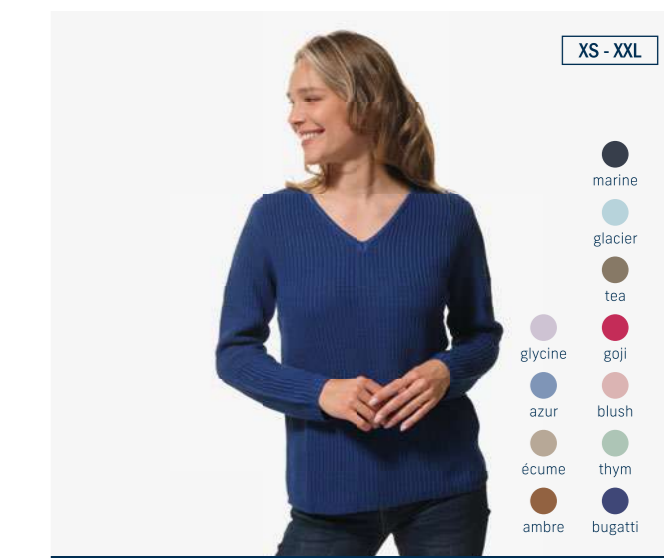 XS - XXL
marine
glacier
tea
glycine goji
azur blush
écume thym
ambre bugatti